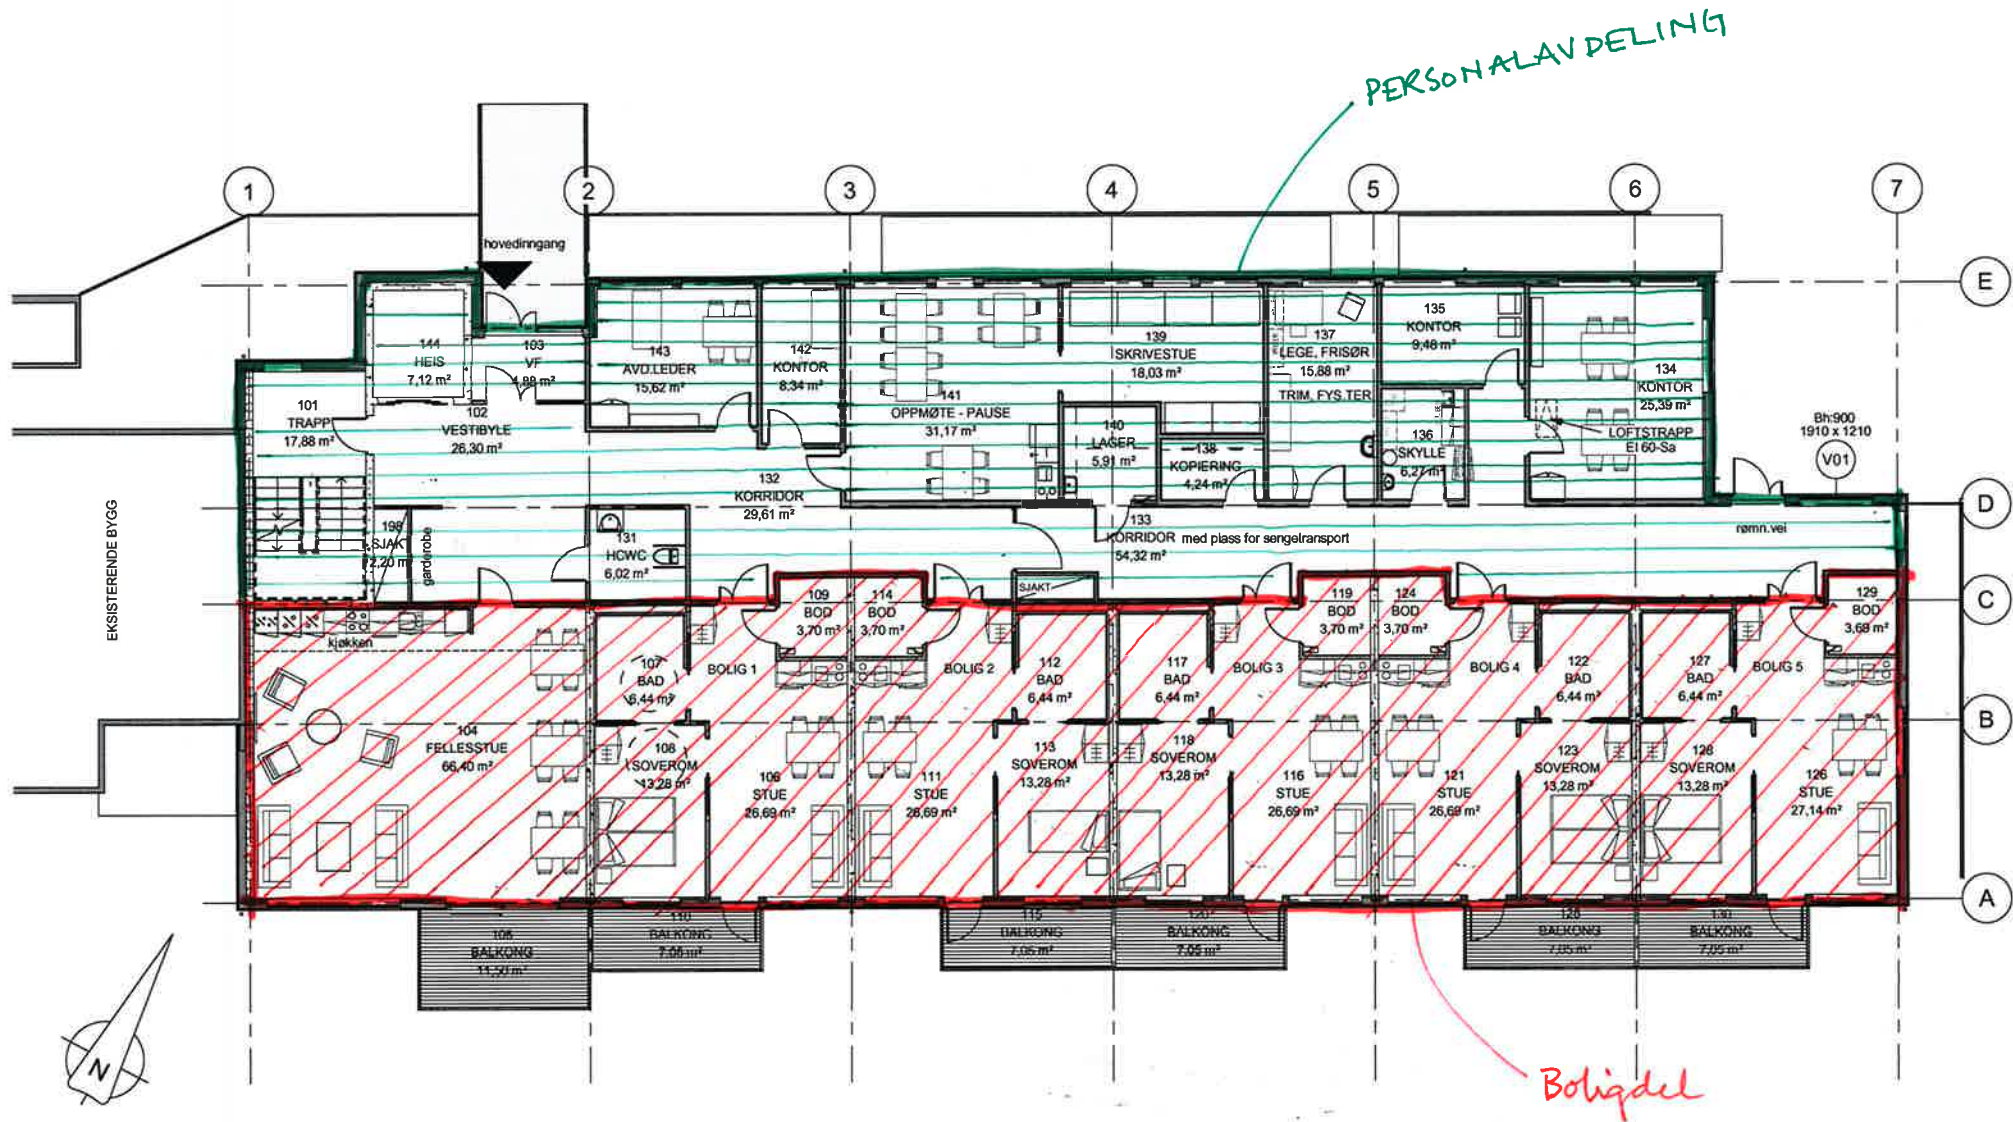 PERSONALAVDELING
1
2
3
4
5
6
7
hovedinngang
E
144
HEIS
7,12 m²
103
VF
4,88 m²
143
AVD.LEDER
15,62 m²
142
KONTOR
8,34 m²
141
OPPMØTE - PAUSE
31,17 m²
139
SKRIVESTUE
18,03 m²
137
LEGE, FRISØR
15,88 m²
TRIM, FYS.TER
135
KONTOR
9,48 m²
134
KONTOR
25,39 m²
LOFTSTRAPP
EI 60-Sa
Bh:900
1910 x 1210
V01
101
TRAPP
17,88 m²
102
VESTIBYLE
26,30 m²
140
LAGER
5,91 m²
138
KOPIERING
4,24 m²
136
SKYLLE
6,27 m²
132
KORRIDOR
29,61 m²
D
EKSISTERENDE BYGG
198
SJAKT
2,20 m²
garderobe
131
HCWC
6,02 m²
133
KORRIDOR med plass for sengetransport
54,32 m²
rømn.vei
SJAKT
C
109
BOD
3,70 m²
114
BOD
3,70 m²
119
BOD
3,70 m²
124
BOD
3,70 m²
129
BOD
3,68 m²
kjøkken
107
BAD
6,44 m²
BOLIG 1
BOLIG 2
112
BAD
6,44 m²
117
BAD
6,44 m²
BOLIG 3
BOLIG 4
122
BAD
6,44 m²
127
BAD
6,44 m²
BOLIG 5
B
104
FELLESSTUE
66,40 m²
108
SOVEROM
13,28 m²
106
STUE
26,69 m²
111
STUE
26,69 m²
113
SOVEROM
13,28 m²
118
SOVEROM
13,28 m²
116
STUE
26,69 m²
121
STUE
26,69 m²
123
SOVEROM
13,28 m²
128
SOVEROM
13,28 m²
126
STUE
27,14 m²
A
BALKONG
11,50 m²
110
BALKONG
7,05 m²
115
BALKONG
7,05 m²
120
BALKONG
7,05 m²
BALKONG
7,05 m²
130
BALKONG
7,05 m²
N
Boligdel